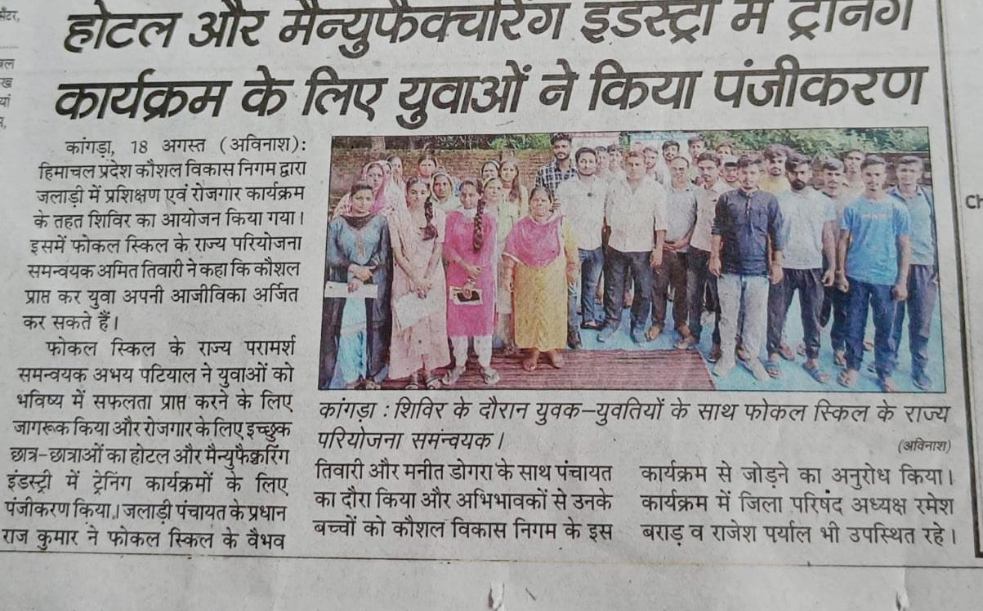 होटल और मैन्युफैक्चरिंग इंडस्ट्री में ट्रेनिंग
कार्यक्रम के लिए युवाओं ने किया पंजीकरण
कांगड़ा, 18 अगस्त (अविनाश):
हिमाचल प्रदेश कौशल विकास निगम द्वारा
जलाड़ी में प्रशिक्षण एवं रोजगार कार्यक्रम
के तहत शिविर का आयोजन किया गया।
इसमें फोकल स्किल के राज्य परियोजना
समन्वयक अमित तिवारी ने कहा कि कौशल
प्राप्त कर युवा अपनी आजीविका अर्जित
कर सकते हैं।
फोकल स्किल के राज्य परामर्श
समन्वयक अभय पटियाल ने युवाओं को
भविष्य में सफलता प्राप्त करने के लिए
जागरूक किया और रोजगार के लिए इच्छुक
छात्र-छात्राओं का होटल और मैन्युफैक्चरिंग
इंडस्ट्री में ट्रेनिंग कार्यक्रमों के लिए
पंजीकरण किया। जलाड़ी पंचायत के प्रधान
राज कुमार ने फोकल स्किल के वैभव
कांगड़ा : शिविर के दौरान युवक-युवतियों के साथ फोकल स्किल के राज्य
परियोजना समंन्वयक।
(अविनाश)
तिवारी और मनीत डोगरा के साथ पंचायत
का दौरा किया और अभिभावकों से उनके
बच्चों को कौशल विकास निगम के इस
कार्यक्रम से जोड़ने का अनुरोध किया।
कार्यक्रम में जिला परिषद अध्यक्ष रमेश
बराड़ व राजेश पर्याल भी उपस्थित रहे।